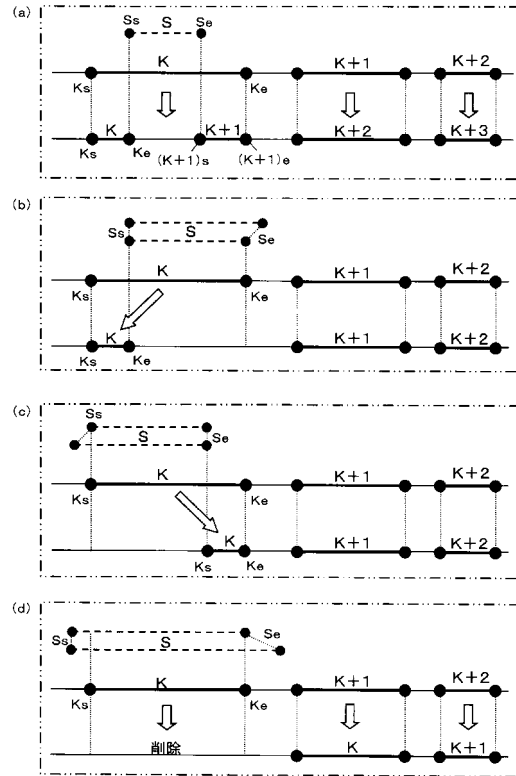 (a)
Ss S Se
K K+1 K+2
Ks Ke
K K+1 K+2 K+3
Ks Ke (K+1)s (K+1)e
(b)
Ss S Se
K K+1 K+2
Ks Ke
K K+1 K+2
Ks Ke
(c)
Ss
S Se
K K+1 K+2
Ks Ke
K K+1 K+2
Ks Ke
(d)
Ss S Se
K K+1 K+2
Ks Ke
削除 K K+1